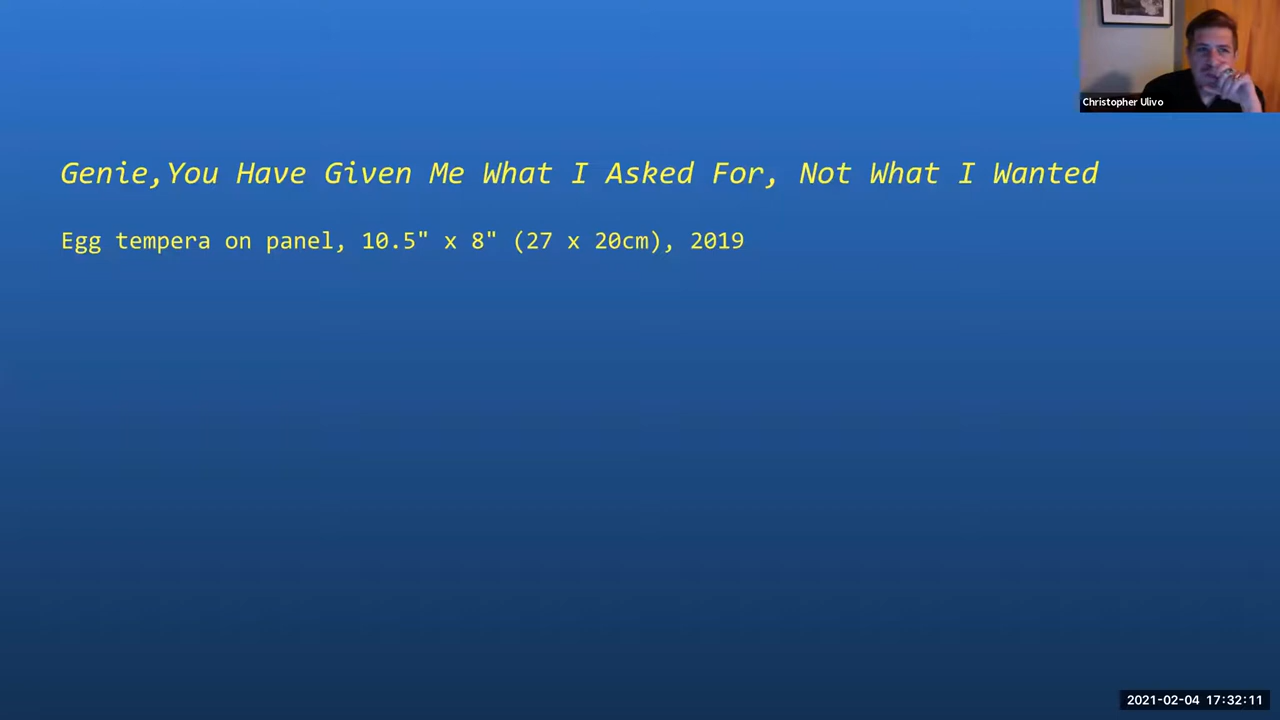 Christopher Ulivo
Genie,You Have Given Me What I Asked For, Not What I Wanted
Egg tempera on panel, 10.5" x 8" (27 x 20cm), 2019
2021-02-04 17:32:11